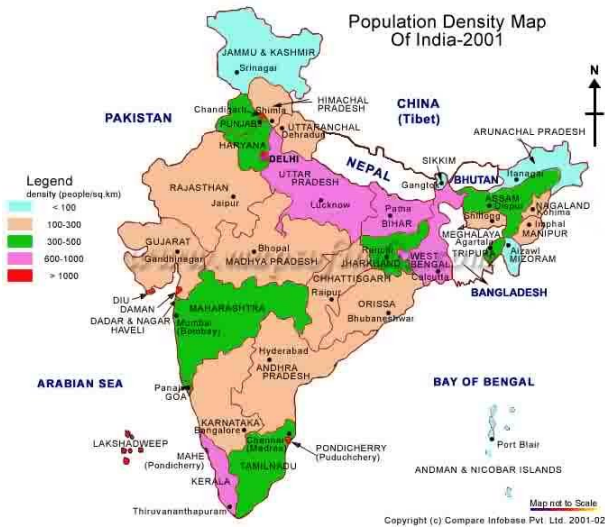 Population Density Map
Of India-2001
N
JAMMU & KASHMIR
Srinagar
HIMACHAL
PRADESH
Chandigarh
Shimla
PUNJAB
UTTARANCHAL
Dehradun
PAKISTAN
CHINA
(Tibet)
HARYANA
DELHI
ARUNACHAL PRADESH
NEPAL
SIKKIM
Gangtok
BHUTAN
Itanagar
Legend
density (people/sq.km)
< 100
100-300
300-500
600-1000
> 1000
RAJASTHAN
Jaipur
UTTAR
PRADESH
Lucknow
Patna
BIHAR
ASSAM
Dispur
NAGALAND
Kohima
Shillong
MEGHALAYA
Imphal
MANIPUR
Agartala
TRIPURA
Aizawl
MIZORAM
GUJARAT
Gandhinagar
Bhopal
MADHYA PRADESH
Ranchi
JHARKHAND
WEST
BENGAL
Calcutta
BANGLADESH
CHHATTISGARH
Raipur
ORISSA
Bhubaneshwar
DIU
DAMAN
DADAR & NAGAR
HAVELI
MAHARASHTRA
Mumbai
(Bombay)
Hyderabad
ANDHRA
PRADESH
ARABIAN SEA
BAY OF BENGAL
Panaji
GOA
KARNATAKA
Bangalore
Chennai
(Madras)
PONDICHERRY
(Puduchchery)
LAKSHADWEEP
MAHE
(Pondicherry)
TAMILNADU
KERALA
Thiruvananthapuram
Port Blair
ANDMAN & NICOBAR ISLANDS
Map not to Scale
Copyright (c) Compare Infobase Pvt. Ltd. 2001-02